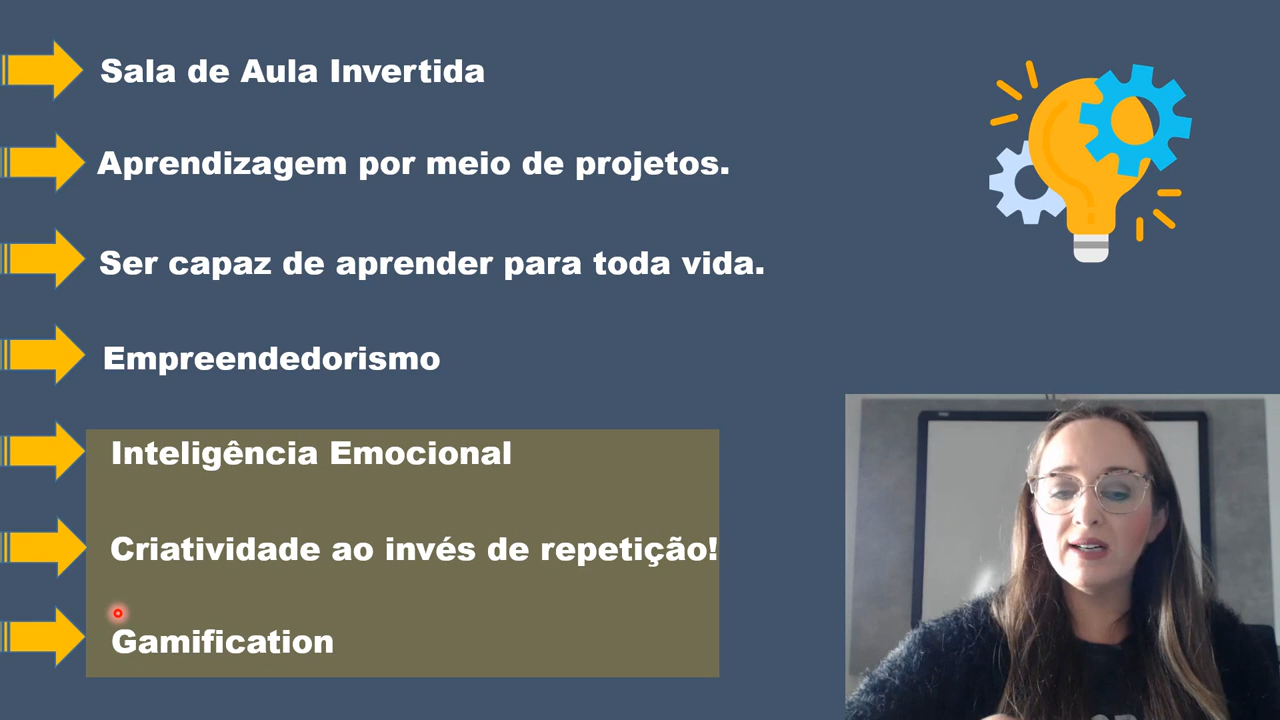 Sala de Aula Invertida
Aprendizagem por meio de projetos.
Ser capaz de aprender para toda vida.
Empreendedorismo
Inteligência Emocional
Criatividade ao invés de repetição!
Gamification